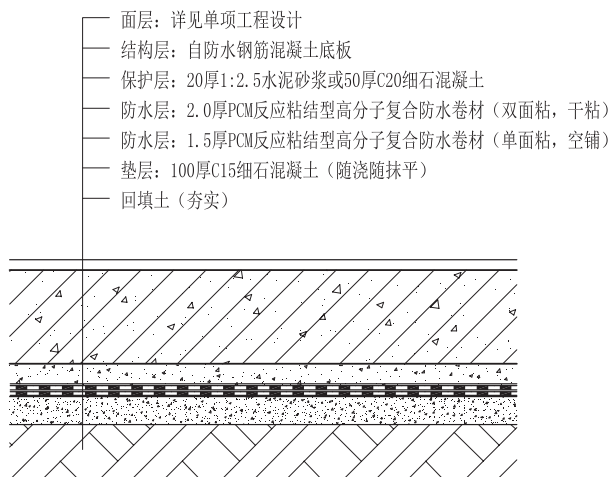 面层：详见单项工程设计
结构层：自防水钢筋混凝土底板
保护层：20厚1:2.5水泥砂浆或50厚C20细石混凝土
防水层：2.0厚PCM反应粘结型高分子复合防水卷材（双面粘，干粘）
防水层：1.5厚PCM反应粘结型高分子复合防水卷材（单面粘，空铺）
垫层：100厚C15细石混凝土（随浇随抹平）
回填土（夯实）